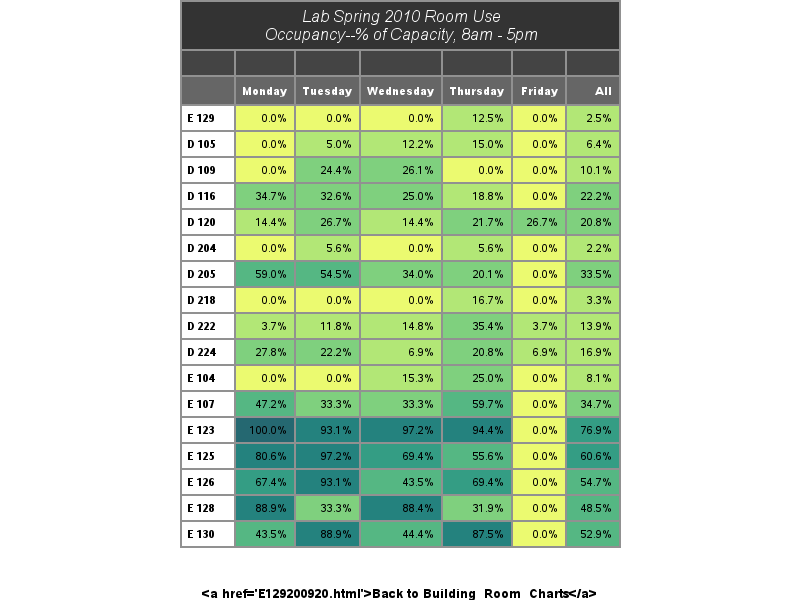 Lab Spring 2010 Room Use
Occupancy--% of Capacity, 8am - 5pm
Monday Tuesday Wednesday Thursday Friday All
E 129 0.0% 0.0% 0.0% 12.5% 0.0% 2.5%
D 105 0.0% 5.0% 12.2% 15.0% 0.0% 6.4%
D 109 0.0% 24.4% 26.1% 0.0% 0.0% 10.1%
D 116 34.7% 32.6% 25.0% 18.8% 0.0% 22.2%
D 120 14.4% 26.7% 14.4% 21.7% 26.7% 20.8%
D 204 0.0% 5.6% 0.0% 5.6% 0.0% 2.2%
D 205 59.0% 54.5% 34.0% 20.1% 0.0% 33.5%
D 218 0.0% 0.0% 0.0% 16.7% 0.0% 3.3%
D 222 3.7% 11.8% 14.8% 35.4% 3.7% 13.9%
D 224 27.8% 22.2% 6.9% 20.8% 6.9% 16.9%
E 104 0.0% 0.0% 15.3% 25.0% 0.0% 8.1%
E 107 47.2% 33.3% 33.3% 59.7% 0.0% 34.7%
E 123 100.0% 93.1% 97.2% 94.4% 0.0% 76.9%
E 125 80.6% 97.2% 69.4% 55.6% 0.0% 60.6%
E 126 67.4% 93.1% 43.5% 69.4% 0.0% 54.7%
E 128 88.9% 33.3% 88.4% 31.9% 0.0% 48.5%
E 130 43.5% 88.9% 44.4% 87.5% 0.0% 52.9%
<a href='E129200920.html'>Back to Building_Room_Charts</a>